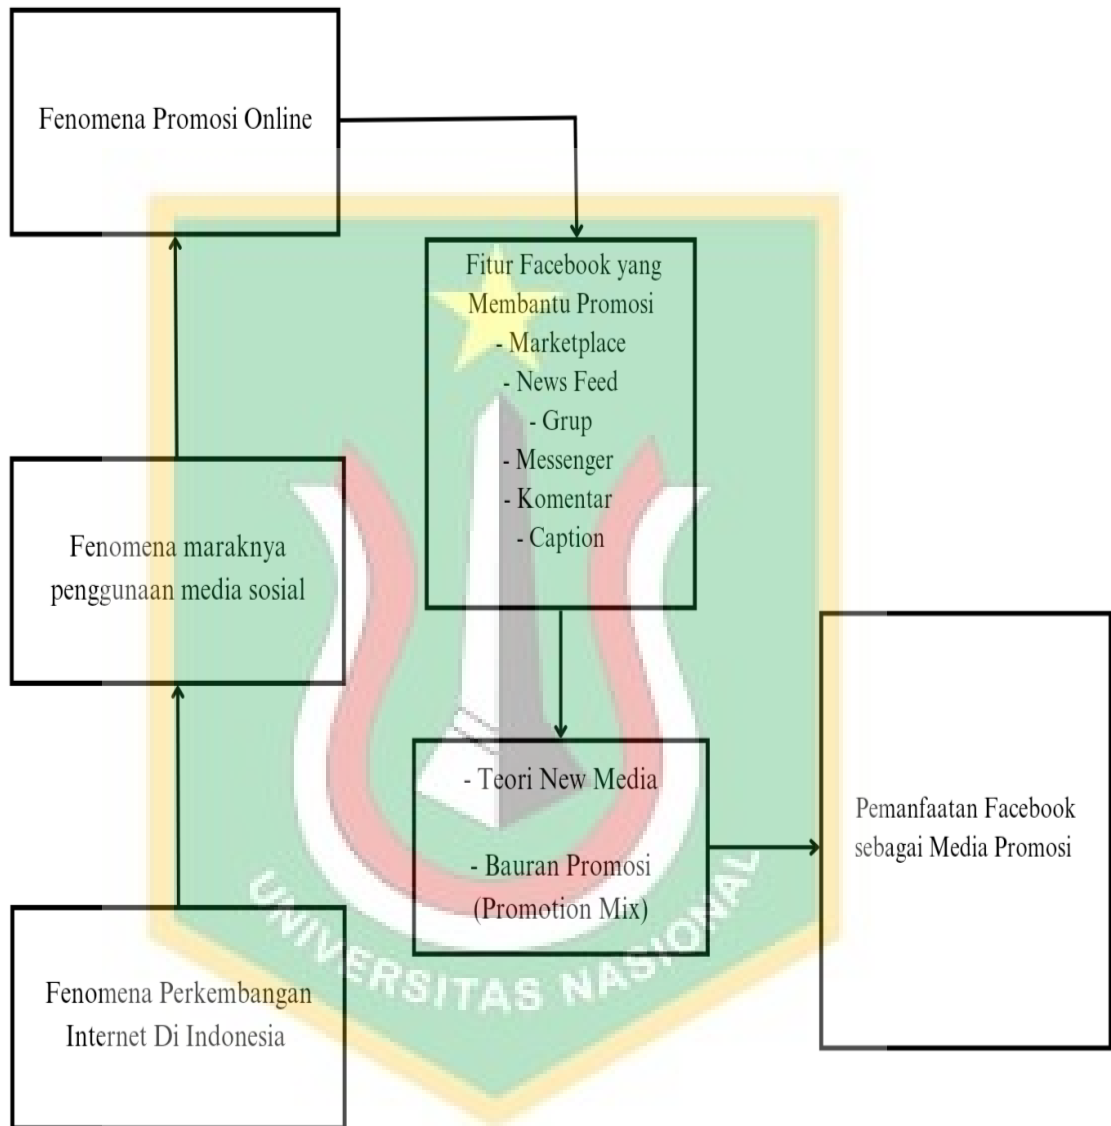 Fenomena Promosi Online
Fitur Facebook yang
Membantu Promosi
- Marketplace
- News Feed
- Grup
- Messenger
- Komentar
- Caption
Fenomena maraknya
penggunaan media sosial
- Teori New Media
- Bauran Promosi
(Promotion Mix)
Pemanfaatan Facebook
sebagai Media Promosi
Fenomena Perkembangan
Internet Di Indonesia
UNIVERSITAS NASIONAL